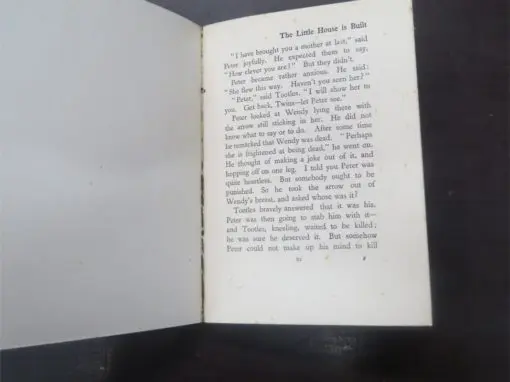 The Little House is Built
"I have brought you a mother at last," said
Peter joyfully. He expected them to say,
"How clever you are!" But they didn't.
Peter became rather anxious. He said:
"She flew this way. Haven't you seen her?"
"Peter," said Tootles, "I will show her to
you. Get back, Twins—let Peter see."
Peter looked at Wendy lying there with
the arrow still sticking in her. He did not
know what to say or to do. After some time
he remarked that Wendy was dead. "Perhaps
she is frightened at being dead," he went on.
He thought of making a joke out of it, and
hopping off on one leg. I told you Peter was
quite heartless. But somebody ought to be
punished. So he took the arrow out of
Wendy's breast, and asked whose was it?
Tootles bravely answered that it was his.
Peter was then going to stab him with it—
and Tootles, kneeling, waited to be killed;
he was sure he deserved it. But somehow
Peter could not make up his mind to kill